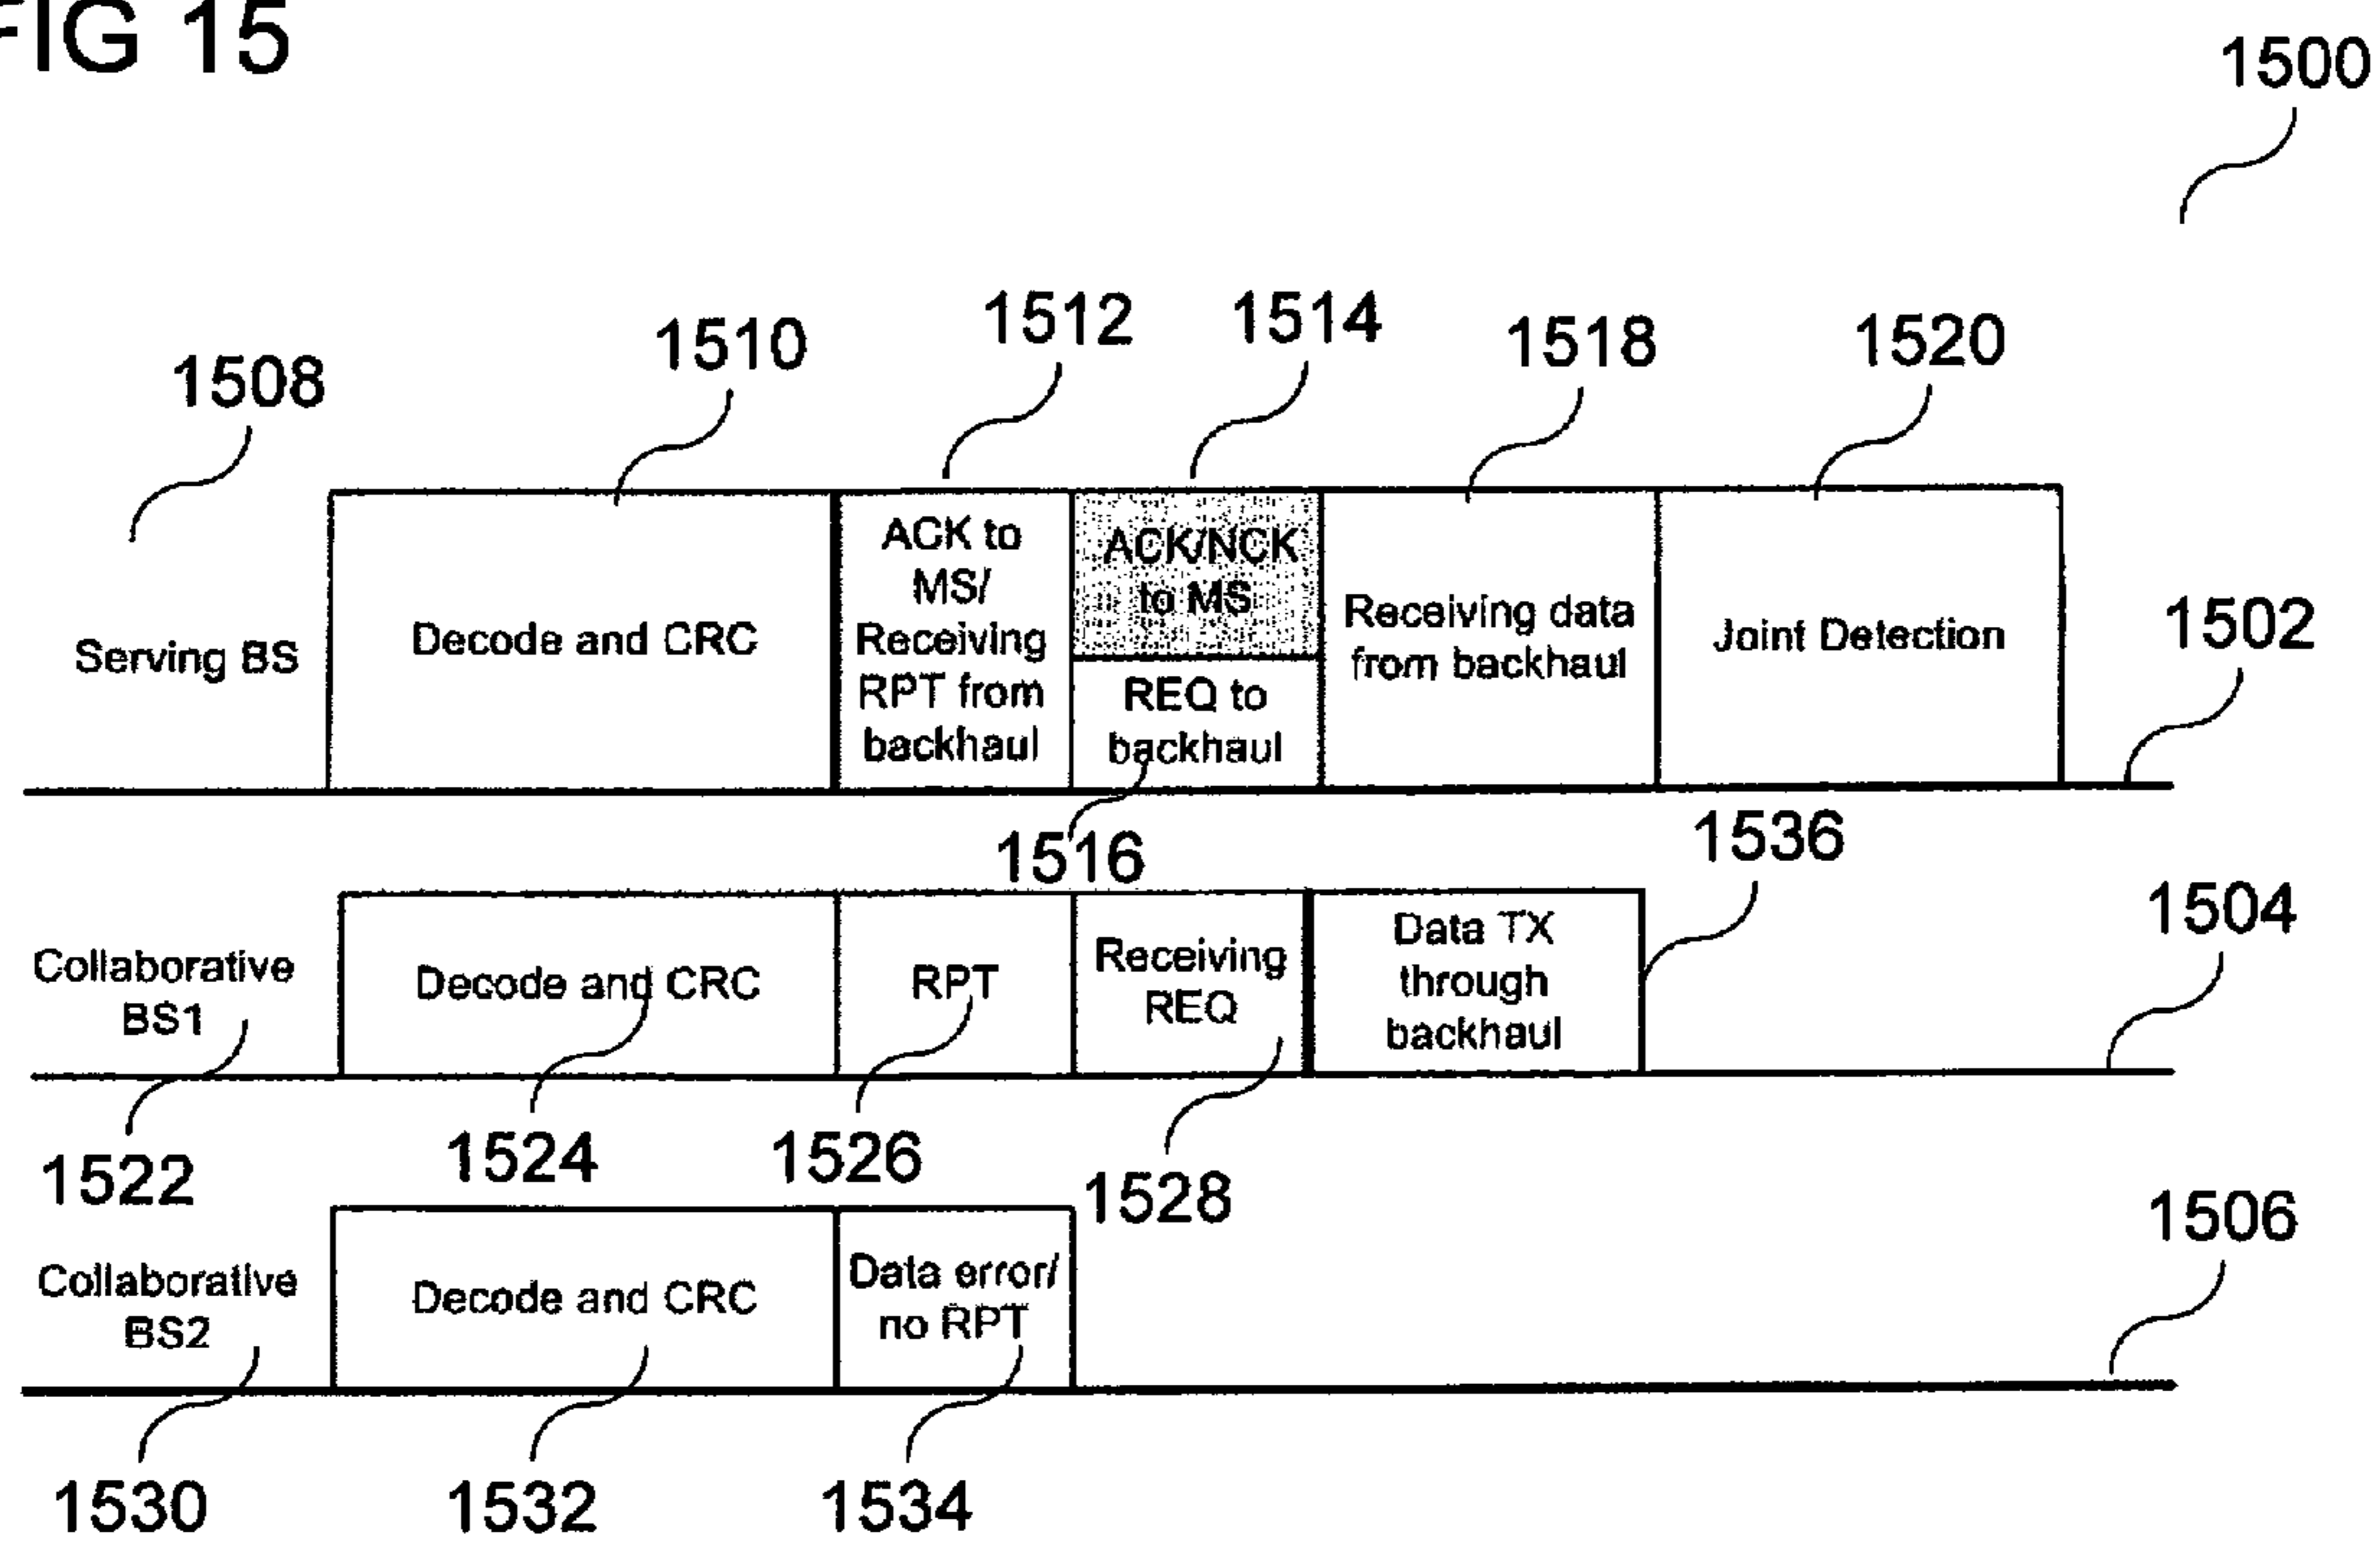 FIG 15
1500
1508
1510
1512
1514
1518
1520
Serving BS
Decode and CRC
ACK to
MS/
Receiving
RPT from
backhaul
ACK/NCK
to MS
REQ to
backhaul
Receiving data
from backhaul
Joint Detection
1502
1516
1536
Collaborative
BS1
Decode and CRC
RPT
Receiving
REQ
Data TX
through
backhaul
1504
1522
1524
1526
1528
Collaborative
BS2
Decode and CRC
Data error/
no RPT
1506
1530
1532
1534